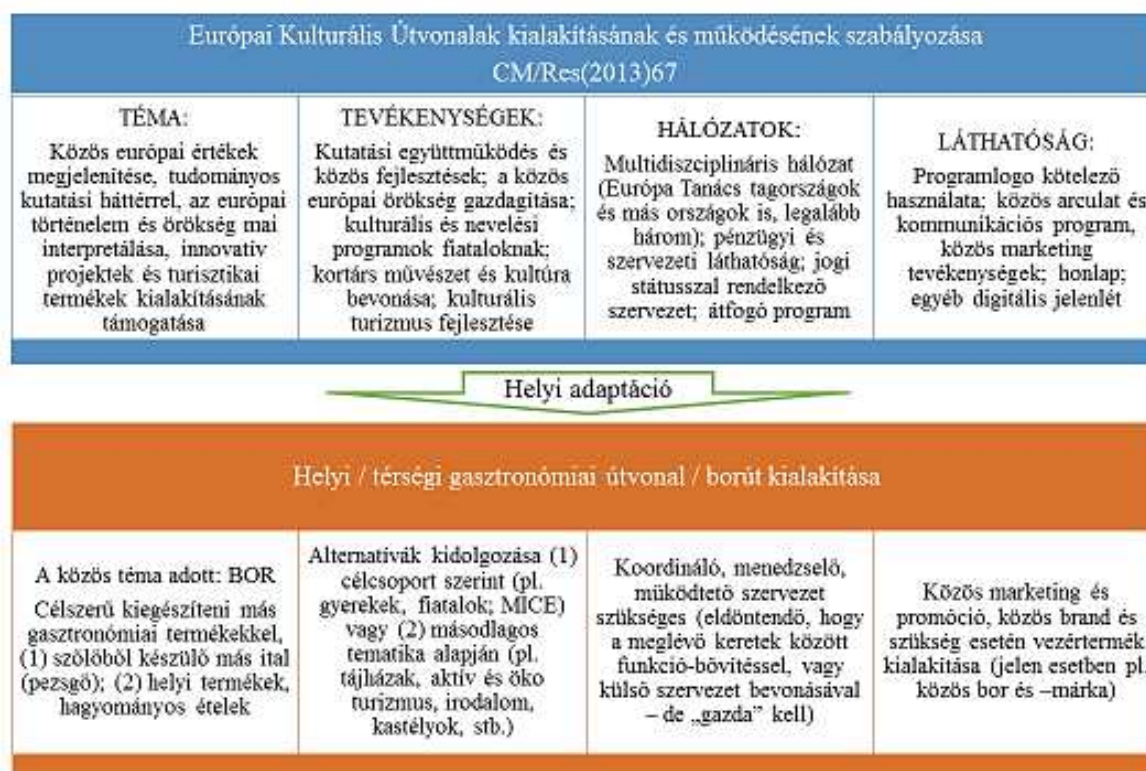 Európai Kulturális Útvonalak kialakításának és működésének szabályozása
CM/Res(2013)67
TÉMA:
Közös európai értékek
megjelenítése, tudományos
kutatási háttérrel, az európai
történelem és örökség mai
interpretálása, innovatív
projektek és turisztikai
termékek kialakításának
támogatása
TEVÉKENYSÉGEK:
Kutatási együttműködés és
közös fejlesztések; a közös
európai örökség gazdagítása;
kulturális és nevelési
programok fiataloknak;
kortárs művészet és kultúra
bevonása; kulturális
turizmus fejlesztése
HÁLÓZATOK:
Multidiszciplináris hálózat
(Európa Tanács tagországok
és más országok is, legalább
három); pénzügyi és
szervezeti láthatóság; jogi
státusszal rendelkező
szervezet; átfogó program
LÁTHATÓSÁG:
Programlogo kötelező
használata; közös arculat és
kommunikációs program,
közös marketing
tevékenységek; honlap;
egyéb digitális jelenlét
Helyi adaptáció
Helyi / térségi gasztronómiai útvonal / borút kialakítása
A közös téma adott: BOR
Célszerű kiegészíteni más
gasztronómiai termékekkel,
(1) szőlőből készülő más ital
(pezsgő); (2) helyi termékek,
hagyományos ételek
Alternatívák kidolgozása (1)
célcsoport szerint (pl.
gyerekek, fiatalok; MICE)
vagy (2) másodlagos
tematika alapján (pl.
tájházak, aktív és öko
turizmus, irodalom,
kastélyok, stb.)
Koordináló, menedzselő,
működtető szervezet
szükséges (eldöntendő, hogy
a meglévő keretek között
funkció-bővítéssel, vagy
külső szervezet bevonásával
– de „gazda" kell)
Közös marketing és
promóció, közös brand és
szükség esetén vezértermék
kialakítása (jelen esetben pl.
közös bor és –márka)